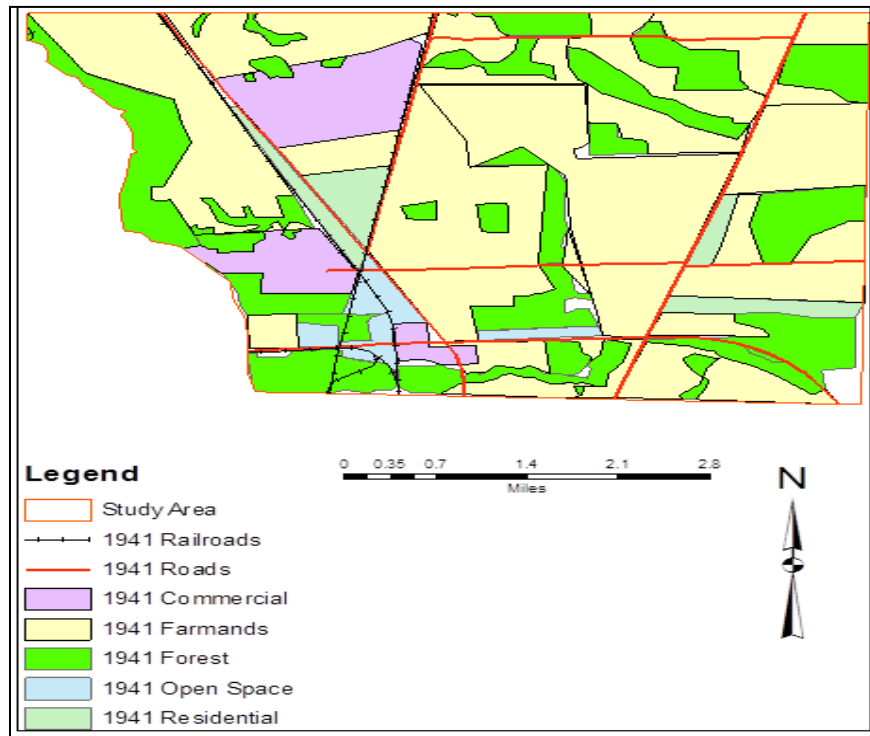 0 0.35 0.7 1.4 2.1 2.8
Miles
N
Legend
Study Area
1941 Railroads
1941 Roads
1941 Commercial
1941 Farmands
1941 Forest
1941 Open Space
1941 Residential